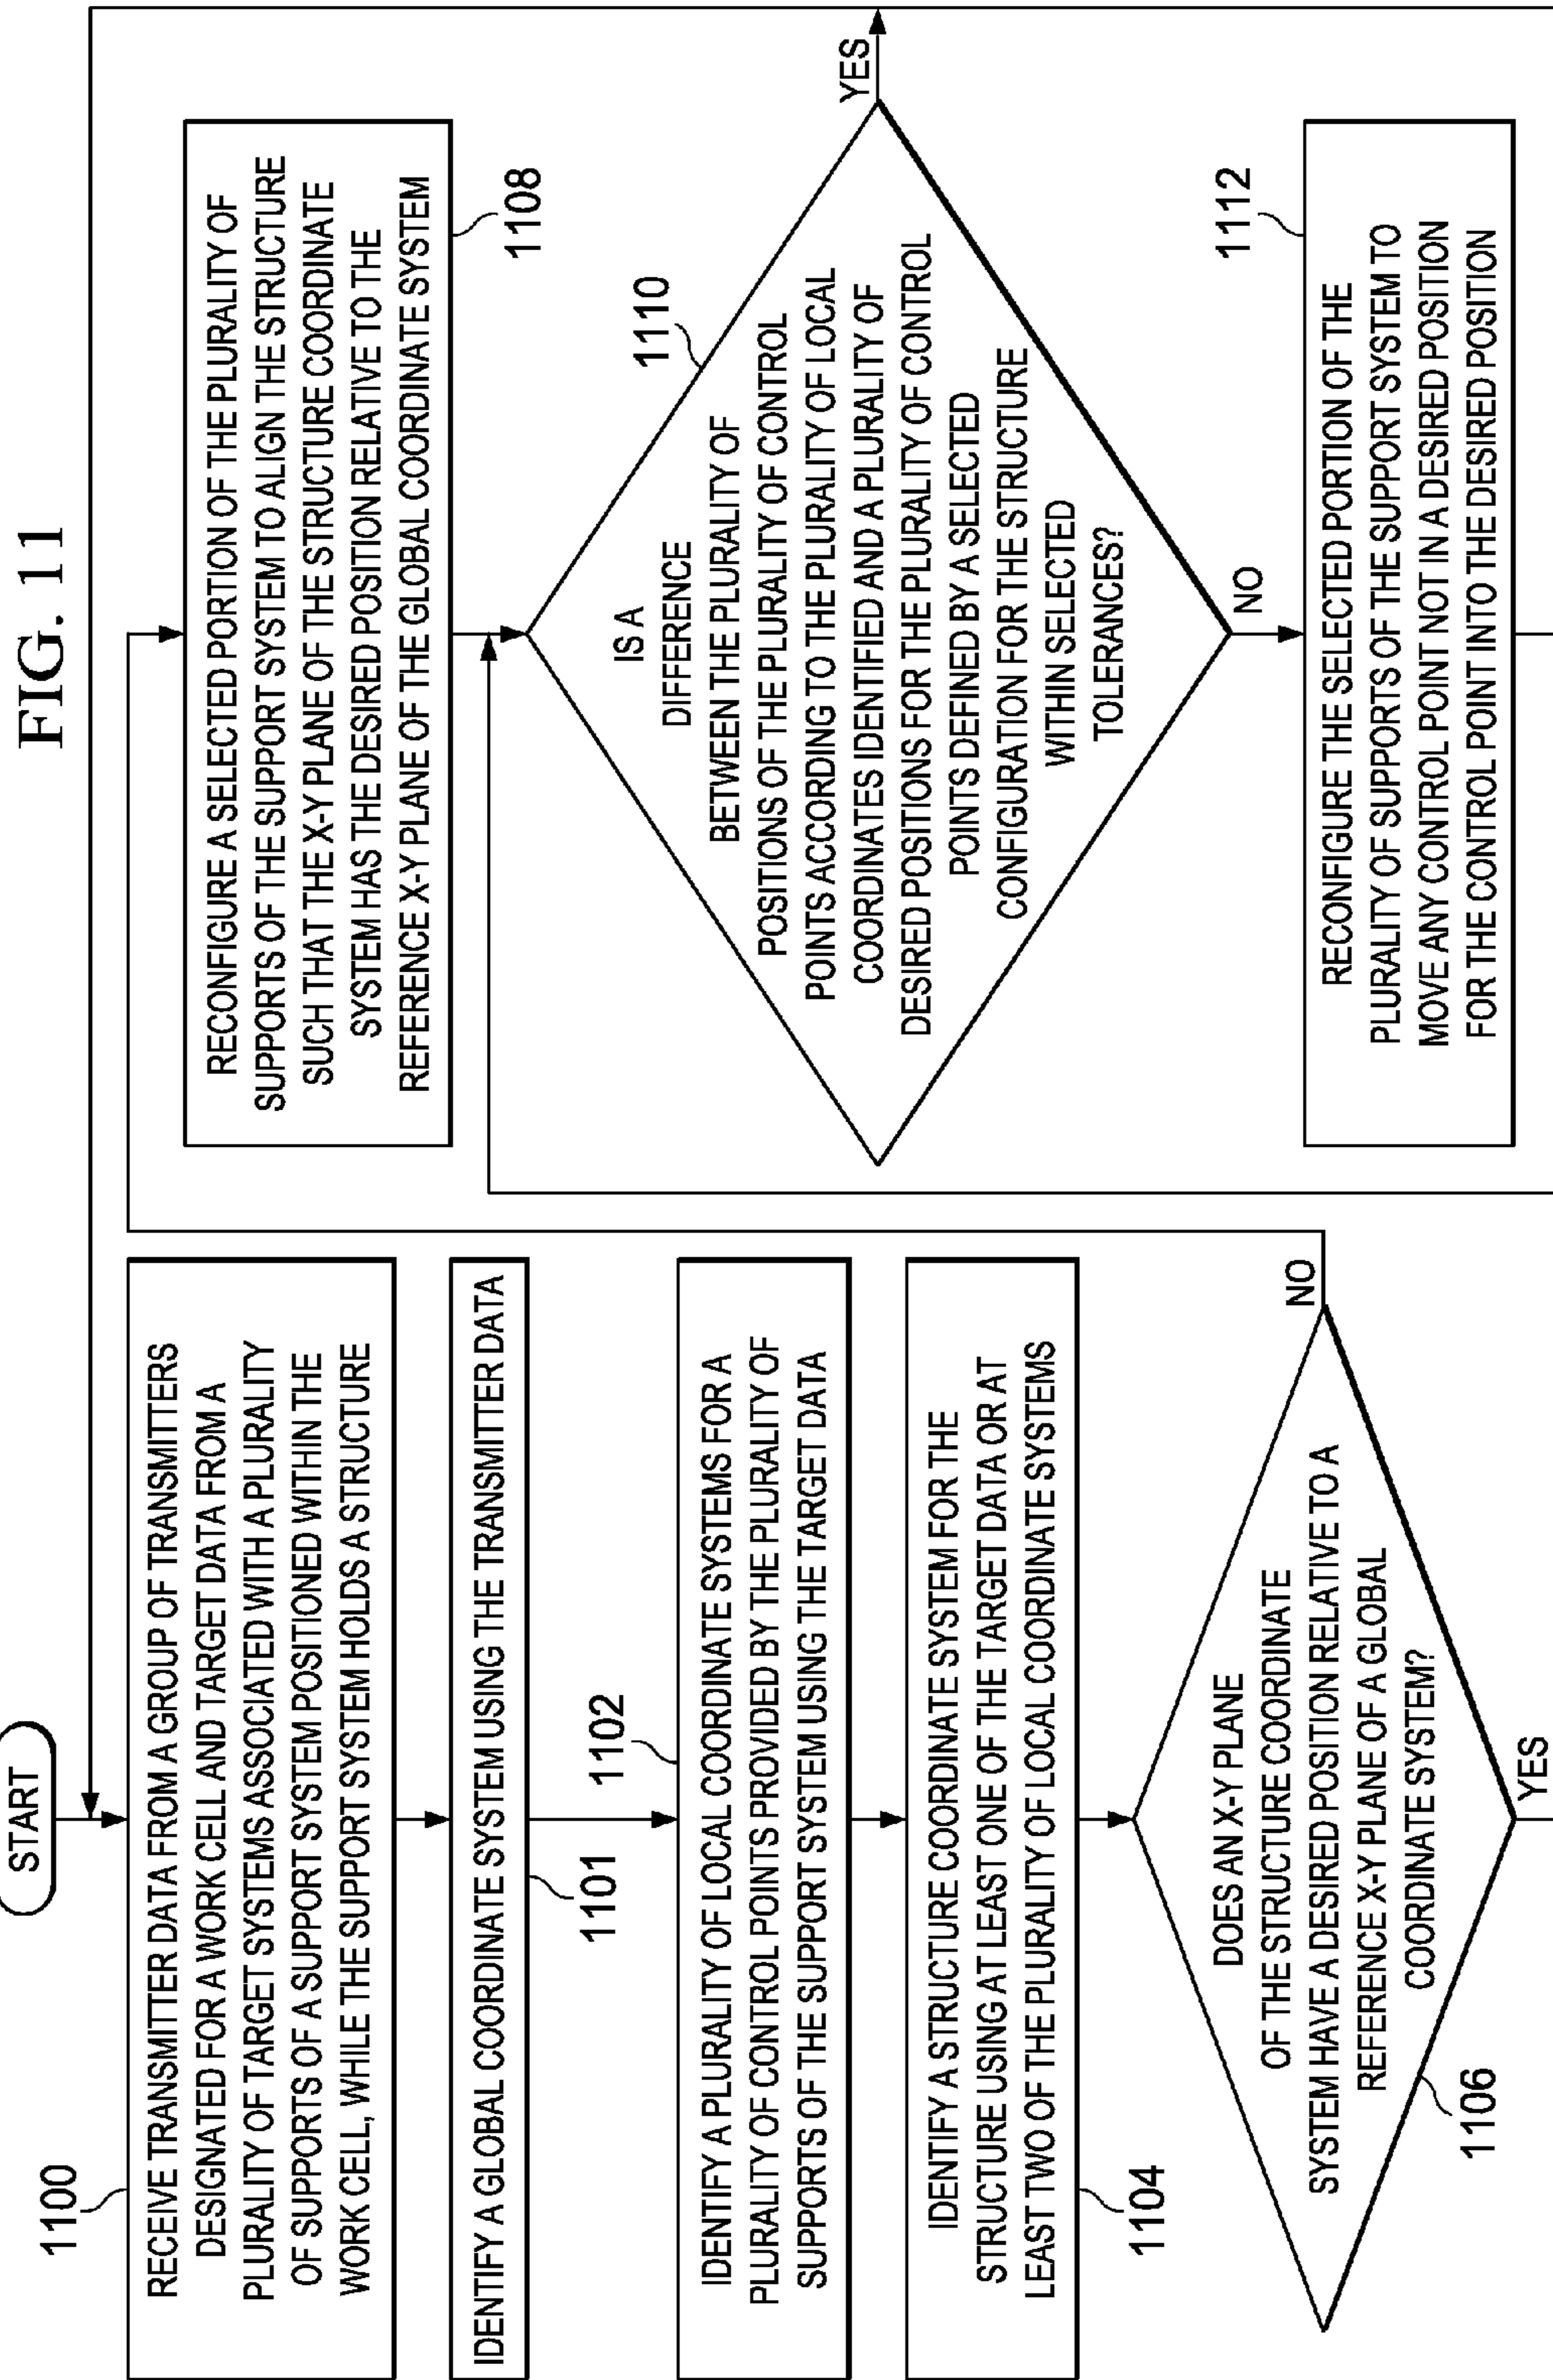 FIG. 11
START
1100
RECEIVE TRANSMITTER DATA FROM A GROUP OF TRANSMITTERS
DESIGNATED FOR A WORK CELL AND TARGET DATA FROM A
PLURALITY OF TARGET SYSTEMS ASSOCIATED WITH A PLURALITY
OF SUPPORTS OF A SUPPORT SYSTEM POSITIONED WITHIN THE
WORK CELL, WHILE THE SUPPORT SYSTEM HOLDS A STRUCTURE
IDENTIFY A GLOBAL COORDINATE SYSTEM USING THE TRANSMITTER DATA
1101
1102
IDENTIFY A PLURALITY OF LOCAL COORDINATE SYSTEMS FOR A
PLURALITY OF CONTROL POINTS PROVIDED BY THE PLURALITY OF
SUPPORTS OF THE SUPPORT SYSTEM USING THE TARGET DATA
IDENTIFY A STRUCTURE COORDINATE SYSTEM FOR THE
STRUCTURE USING AT LEAST ONE OF THE TARGET DATA OR AT
LEAST TWO OF THE PLURALITY OF LOCAL COORDINATE SYSTEMS
1104
DOES AN X-Y PLANE
OF THE STRUCTURE COORDINATE
SYSTEM HAVE A DESIRED POSITION RELATIVE TO A
REFERENCE X-Y PLANE OF A GLOBAL
COORDINATE SYSTEM?
1106
NO
YES
RECONFIGURE A SELECTED PORTION OF THE PLURALITY OF
SUPPORTS OF THE SUPPORT SYSTEM TO ALIGN THE STRUCTURE
SUCH THAT THE X-Y PLANE OF THE STRUCTURE COORDINATE
SYSTEM HAS THE DESIRED POSITION RELATIVE TO THE
REFERENCE X-Y PLANE OF THE GLOBAL COORDINATE SYSTEM
1108
1110
IS A
DIFFERENCE
BETWEEN THE PLURALITY OF
POSITIONS OF THE PLURALITY OF CONTROL
POINTS ACCORDING TO THE PLURALITY OF LOCAL
COORDINATES IDENTIFIED AND A PLURALITY OF
DESIRED POSITIONS FOR THE PLURALITY OF CONTROL
POINTS DEFINED BY A SELECTED
CONFIGURATION FOR THE STRUCTURE
WITHIN SELECTED
TOLERANCES?
YES
NO
1112
RECONFIGURE THE SELECTED PORTION OF THE
PLURALITY OF SUPPORTS OF THE SUPPORT SYSTEM TO
MOVE ANY CONTROL POINT NOT IN A DESIRED POSITION
FOR THE CONTROL POINT INTO THE DESIRED POSITION